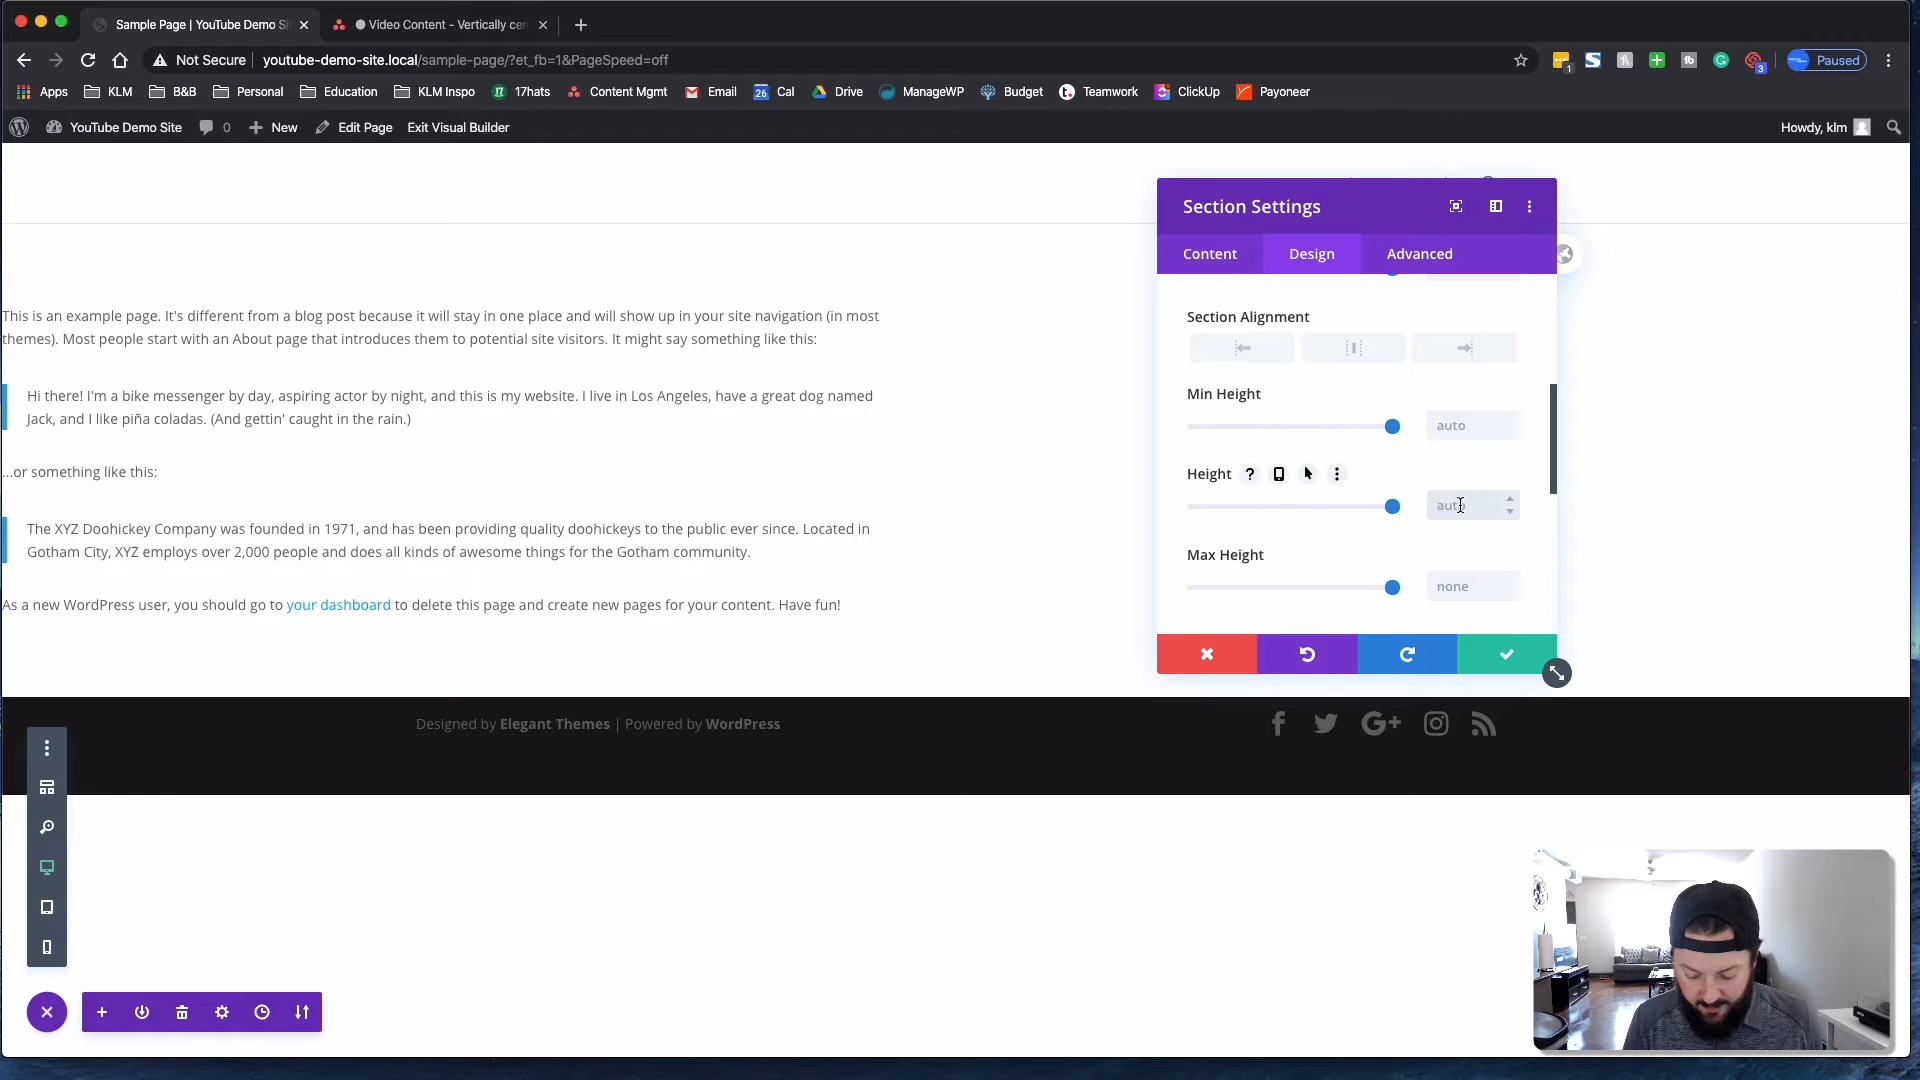 Sample Page | YouTube Demo Si
Video Content - Vertically cen
Not Secure
youtube-demo-site.local/sample-page/?et_fb=1&PageSpeed=off
1
3
Paused
Apps
KLM
B&B
Personal
Education
KLM Inspo
17
17hats
Content Mgmt
Email
26
Cal
Drive
ManageWP
Budget
Teamwork
ClickUp
Payoneer
YouTube Demo Site
0
New
Edit Page
Exit Visual Builder
Howdy, klm
Section Settings
Content
Design
Advanced
This is an example page. It's different from a blog post because it will stay in one place and will show up in your site navigation (in most
themes). Most people start with an About page that introduces them to potential site visitors. It might say something like this:
Hi there! I'm a bike messenger by day, aspiring actor by night, and this is my website. I live in Los Angeles, have a great dog named
Jack, and I like piña coladas. (And gettin' caught in the rain.)
...or something like this:
The XYZ Doohickey Company was founded in 1971, and has been providing quality doohickeys to the public ever since. Located in
Gotham City, XYZ employs over 2,000 people and does all kinds of awesome things for the Gotham community.
As a new WordPress user, you should go to your dashboard to delete this page and create new pages for your content. Have fun!
Section Alignment
Min Height
auto
Height
auto
Max Height
none
Designed by Elegant Themes | Powered by WordPress